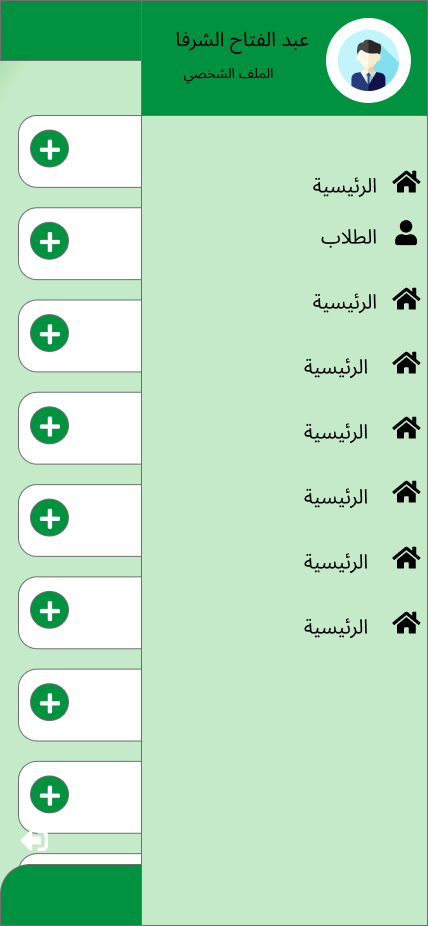 عبد الفتاح الشرفا
الملف الشخصي
الرئيسية
الطلاب
الرئيسية
الرئيسية
الرئيسية
الرئيسية
الرئيسية
الرئيسية